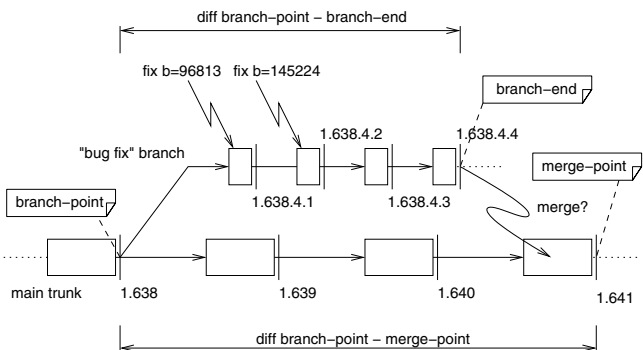 diff branch−point − branch−end
fix b=96813
fix b=145224
branch−end
1.638.4.2
1.638.4.4
"bug fix" branch
merge−point
branch−point
1.638.4.1
1.638.4.3
merge?
main trunk
1.638
1.639
1.640
1.641
diff branch−point − merge−point